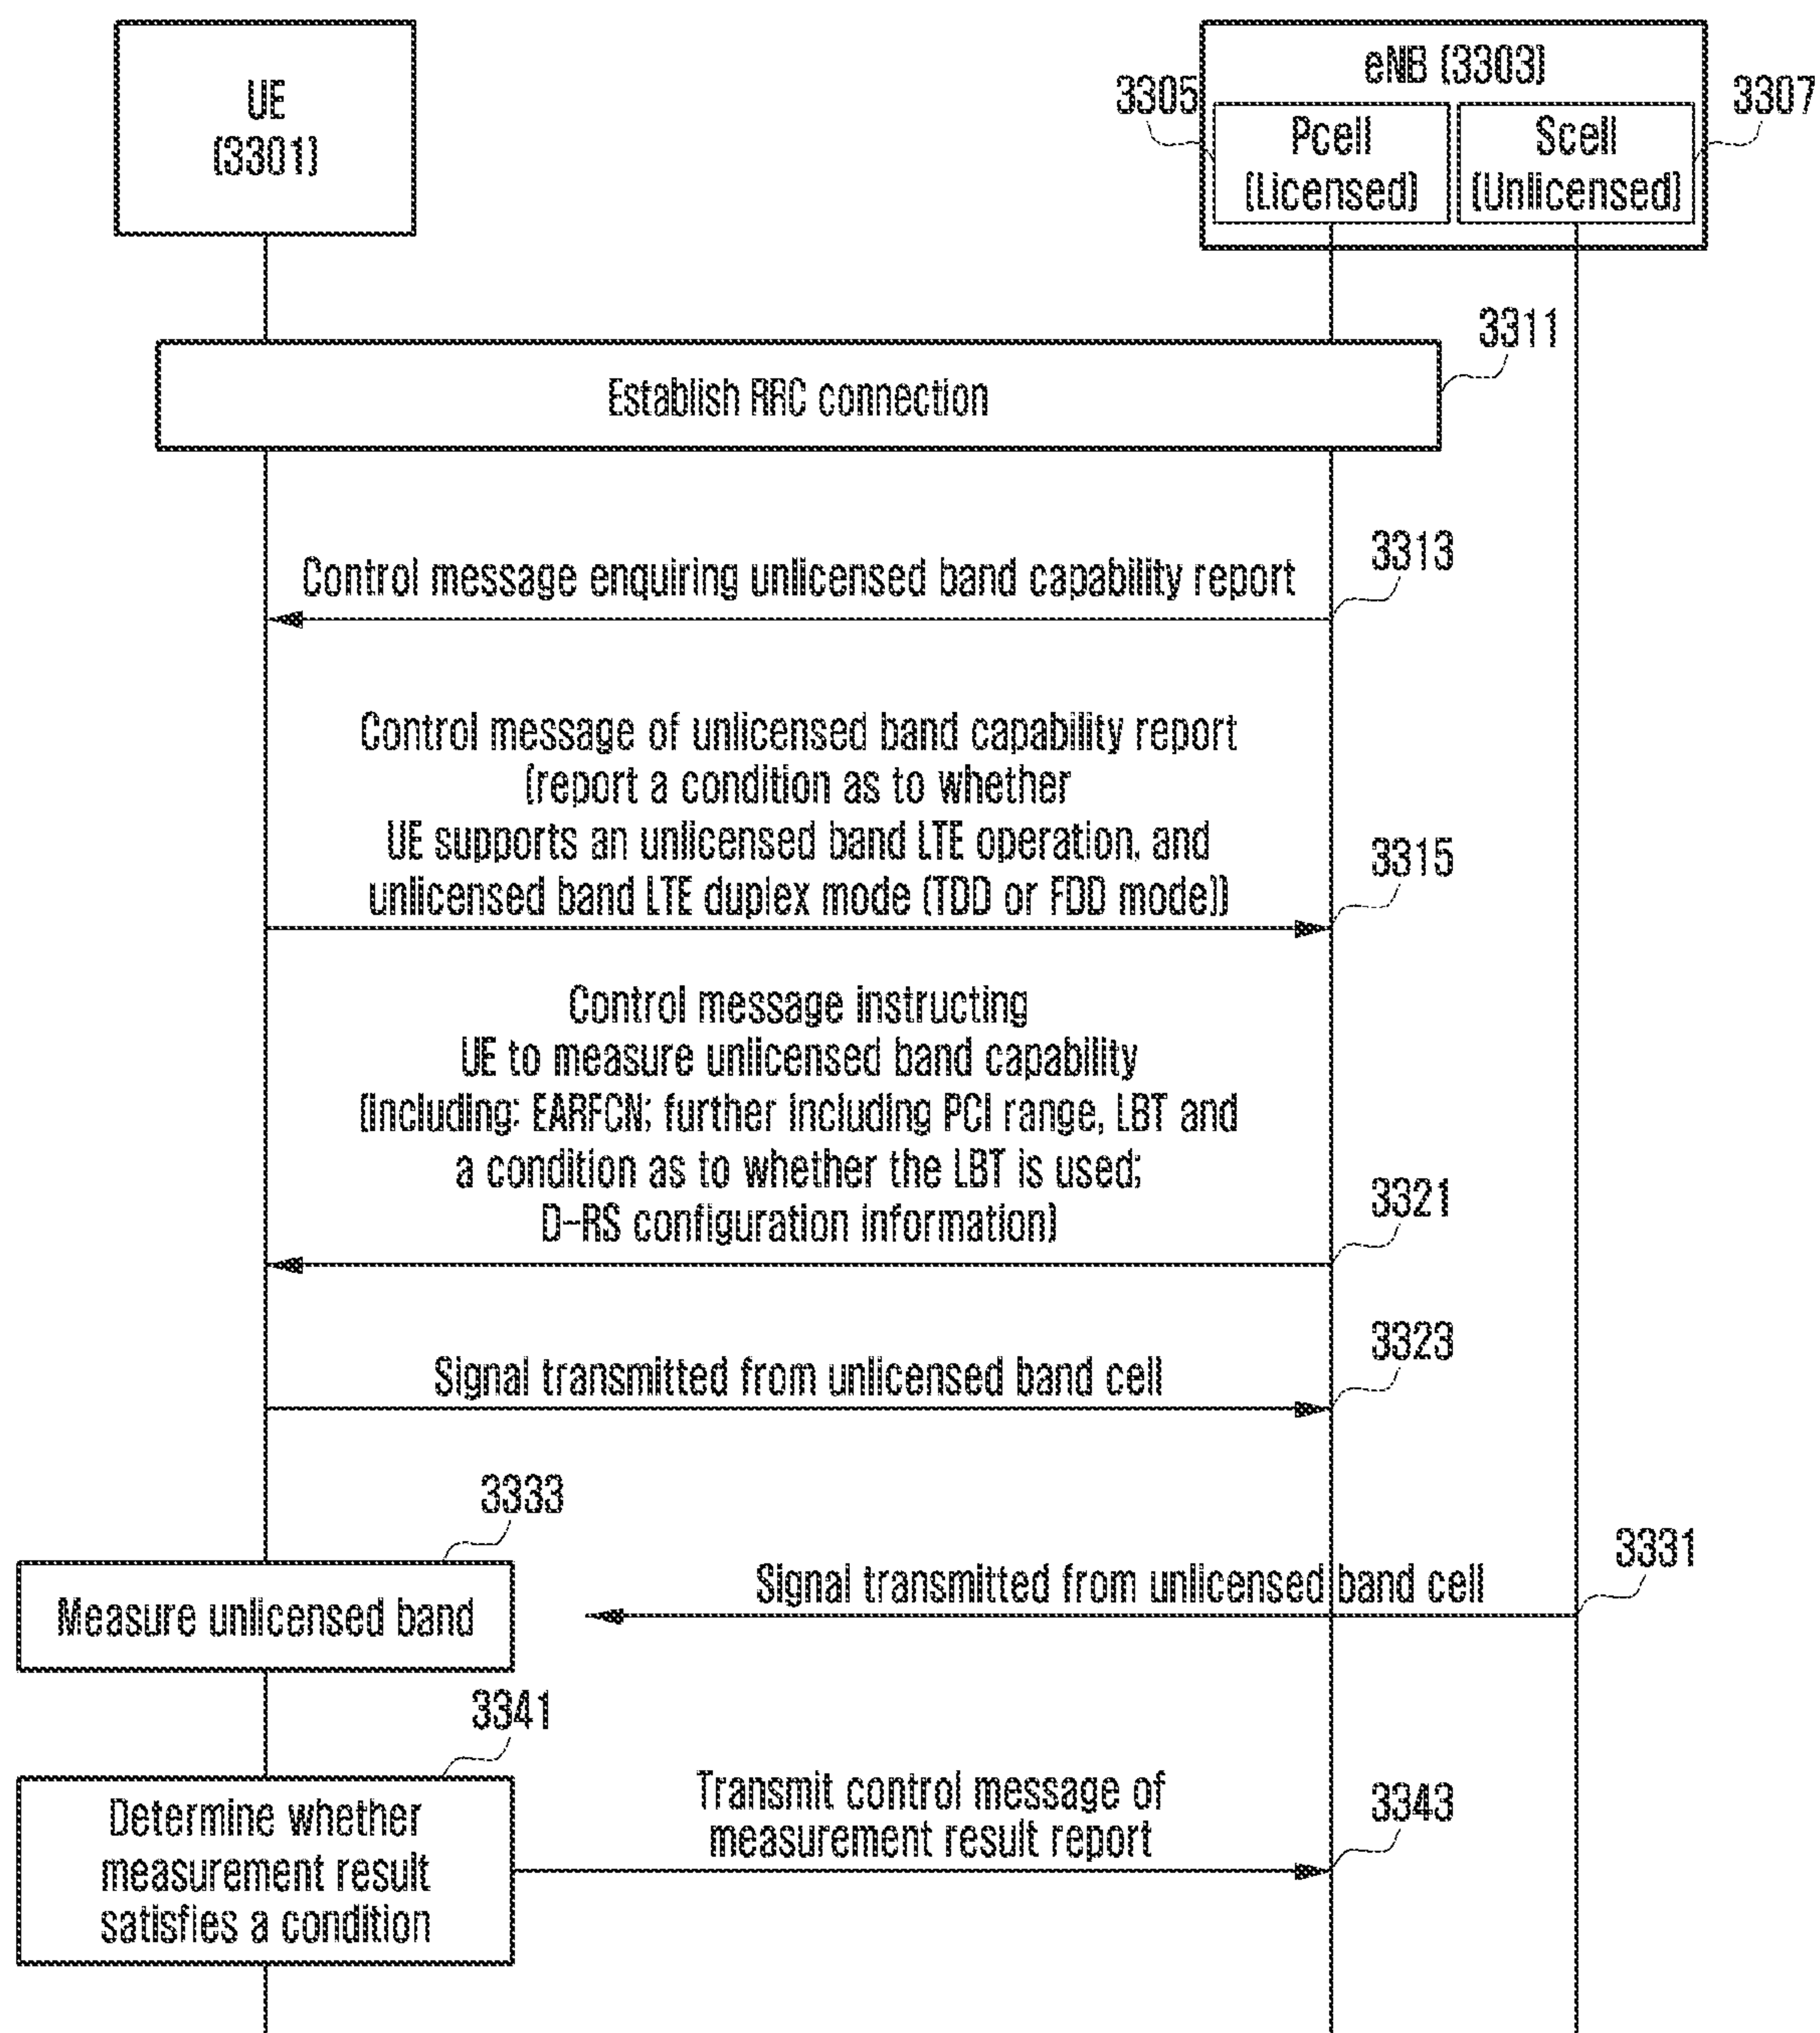 UE
(3301)
eNB (3303)
3305
3307
Pcell
(Licensed)
Scell
(Unlicensed)
3311
Establish RRC connection
3313
Control message enquiring unlicensed band capability report
Control message of unlicensed band capability report
(report a condition as to whether
UE supports an unlicensed band LTE operation, and
unlicensed band LTE duplex mode (TDD or FDD mode))
3315
Control message instructing
UE to measure unlicensed band capability
(including: EARFCN; further including PCI range, LBT and
a condition as to whether the LBT is used;
D-RS configuration information)
3321
3323
Signal transmitted from unlicensed band cell
3333
3331
Signal transmitted from unlicensed band cell
Measure unlicensed band
3341
Determine whether
measurement result
satisfies a condition
Transmit control message of
measurement result report
3343